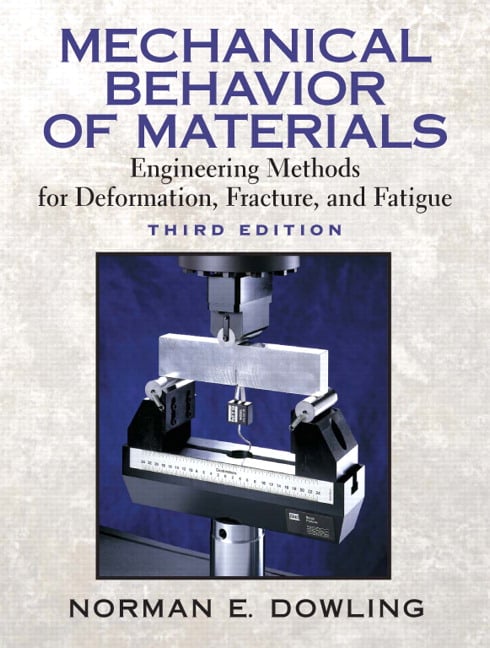 MECHANICAL
BEHAVIOR
OF MATERIALS
Engineering Methods
for Deformation, Fracture, and Fatigue
THIRD EDITION
NORMAN E. DOWLING